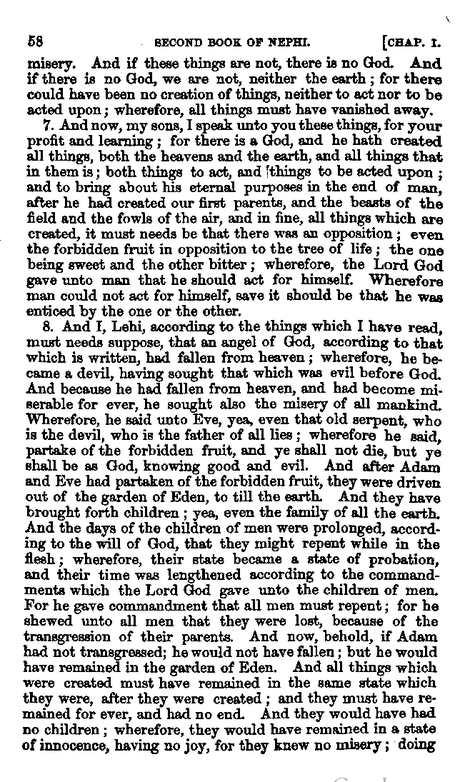 58 SECOND BOOK OF NEPHI. [CHAP. I.
misery. And if these things are not, there is no God. And
if there is no God, we are not, neither the earth; for there
could have been no creation of things, neither to act nor to be
acted upon; wherefore, all things must have vanished away.
7. And now, my sons, I speak unto you these things, for your
profit and learning; for there is a God, and he hath created
all things, both the heavens and the earth, and all things that
in them is; both things to act, and things to be acted upon;
and to bring about his eternal purposes in the end of man,
after he had created our first parents, and the beasts of the
field and the fowls of the air, and in fine, all things which are
created, it must needs be that there was an opposition; even
the forbidden fruit in opposition to the tree of life; the one
being sweet and the other bitter; wherefore, the Lord God
gave unto man that he should act for himself. Wherefore
man could not act for himself, save it should be that he was
enticed by the one or the other.
8. And I, Lehi, according to the things which I have read,
must needs suppose, that an angel of God, according to that
which is written, had fallen from heaven; wherefore, he be-
came a devil, having sought that which was evil before God.
And because he had fallen from heaven, and had become mi-
serable for ever, he sought also the misery of all mankind.
Wherefore, he said unto Eve, yea, even that old serpent, who
is the devil, who is the father of all lies; wherefore he said,
partake of the forbidden fruit, and ye shall not die, but ye
shall be as God, knowing good and evil. And after Adam
and Eve had partaken of the forbidden fruit, they were driven
out of the garden of Eden, to till the earth. And they have
brought forth children; yea, even the family of all the earth.
And the days of the children of men were prolonged, accord-
ing to the will of God, that they might repent while in the
flesh; wherefore, their state became a state of probation,
and their time was lengthened according to the command-
ments which the Lord God gave unto the children of men.
For he gave commandment that all men must repent; for he
shewed unto all men that they were lost, because of the
transgression of their parents. And now, behold, if Adam
had not transgressed; he would not have fallen; but he would
have remained in the garden of Eden. And all things which
were created must have remained in the same state which
they were, after they were created; and they must have re-
mained for ever, and had no end. And they would have had
no children; wherefore, they would have remained in a state
of innocence, having no joy, for they knew no misery; doing